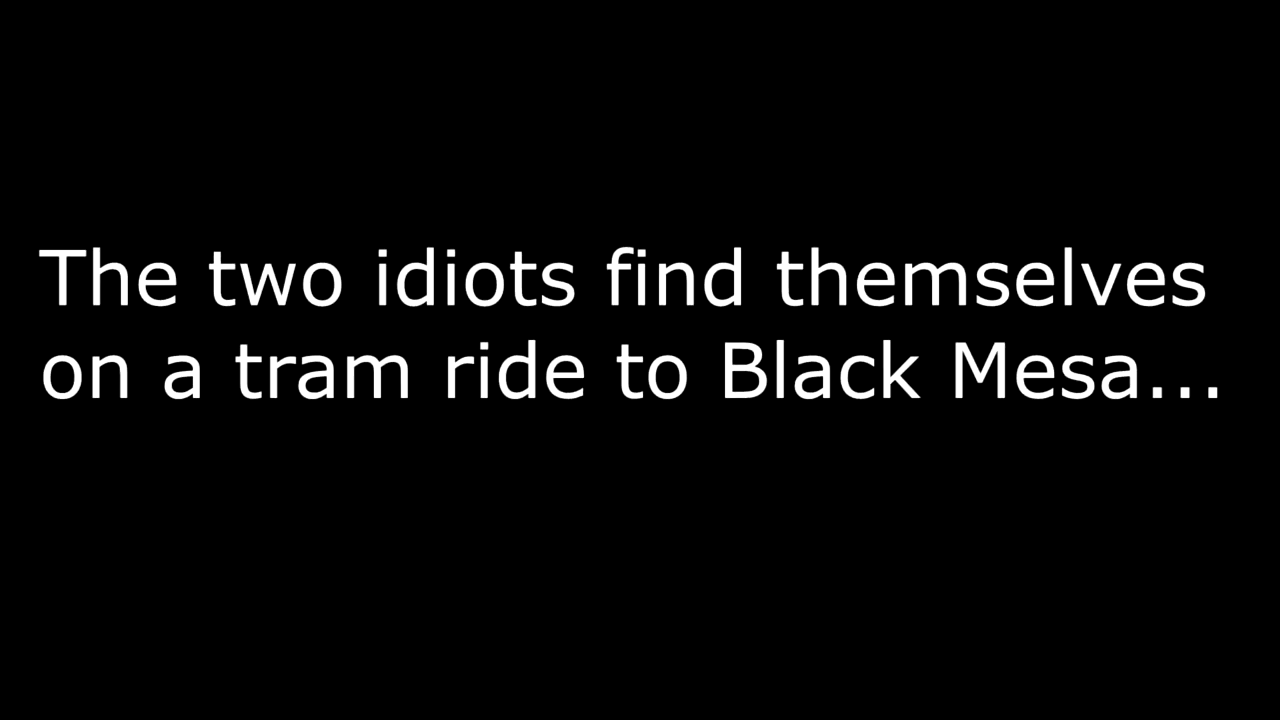 The two idiots find themselves
on a tram ride to Black Mesa...